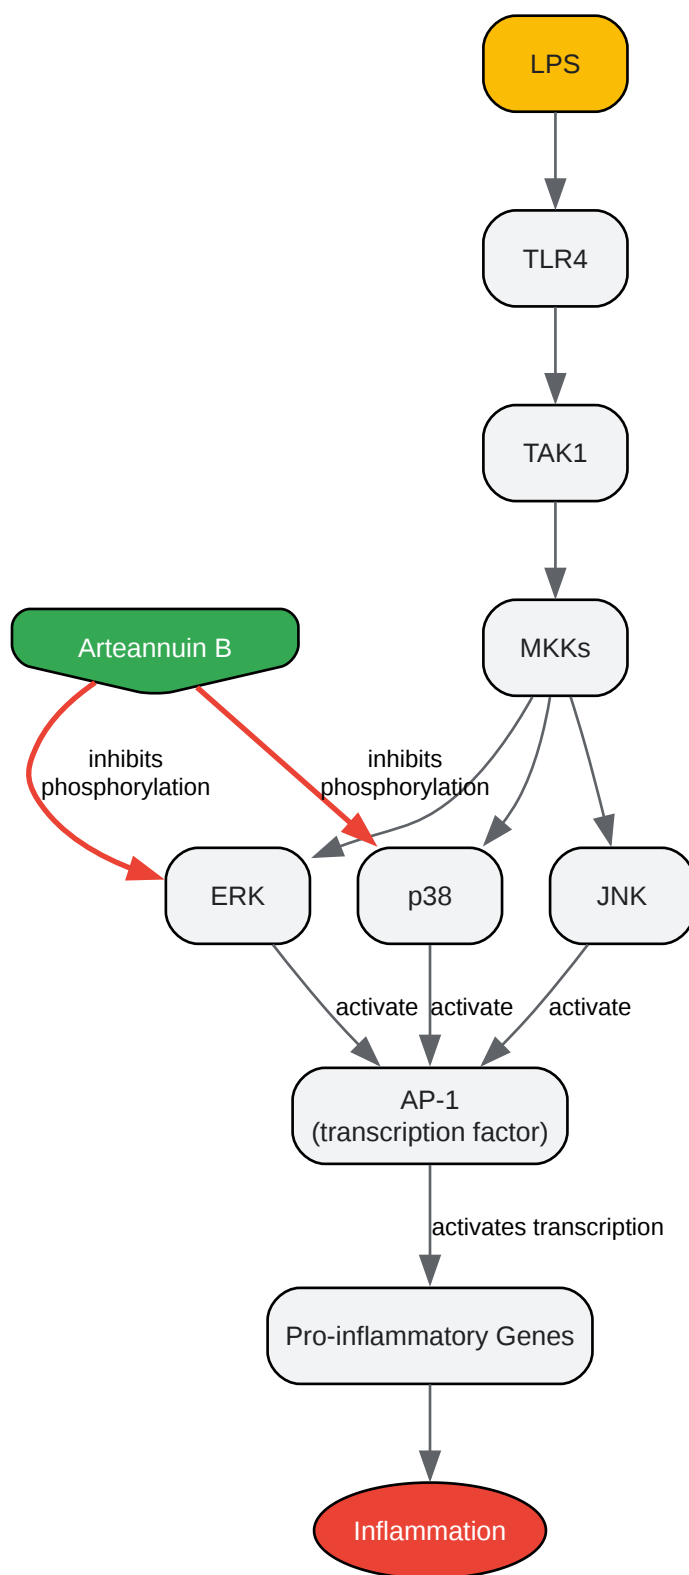 LPS
TLR4
TAK1
MKKs
Arteannuin B
inhibits
phosphorylation
inhibits
phosphorylation
ERK
p38
JNK
activate
activate
activate
AP-1
(transcription factor)
activates transcription
Pro-inflammatory Genes
Inflammation